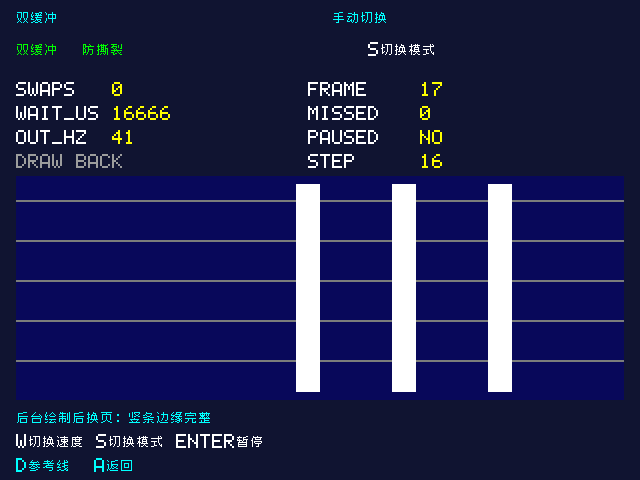 双缓冲 手动切换
双缓冲 防撕裂 S切换模式
SWAPS 0 FRAME 17
WAIT_US 16666 MISSED 0
OUT_HZ 41 PAUSED NO
DRAW BACK STEP 16
后台绘制后换页：竖条边缘完整
W切换速度 S切换模式 ENTER暂停
D参考线 A返回